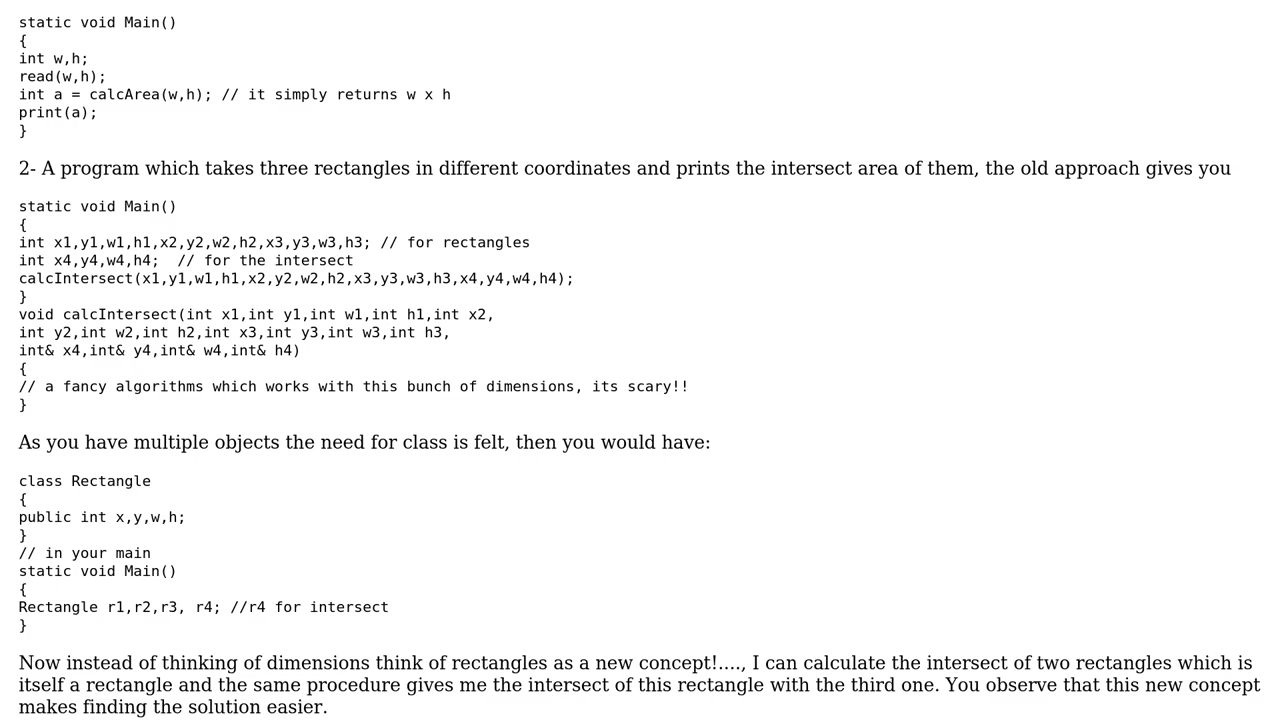 static void Main()
{
int w,h;
read(w,h);
int a = calcArea(w,h); // it simply returns w x h
print(a);
}
2- A program which takes three rectangles in different coordinates and prints the intersect area of them, the old approach gives you
static void Main()
{
int x1,y1,w1,h1,x2,y2,w2,h2,x3,y3,w3,h3; // for rectangles
int x4,y4,w4,h4;  // for the intersect
calcIntersect(x1,y1,w1,h1,x2,y2,w2,h2,x3,y3,w3,h3,x4,y4,w4,h4);
}
void calcIntersect(int x1,int y1,int w1,int h1,int x2,
int y2,int w2,int h2,int x3,int y3,int w3,int h3,
int& x4,int& y4,int& w4,int& h4)
{
// a fancy algorithms which works with this bunch of dimensions, its scary!!
}
As you have multiple objects the need for class is felt, then you would have:
class Rectangle
{
public int x,y,w,h;
}
// in your main
static void Main()
{
Rectangle r1,r2,r3, r4; //r4 for intersect
}
Now instead of thinking of dimensions think of rectangles as a new concept!...., I can calculate the intersect of two rectangles which is
itself a rectangle and the same procedure gives me the intersect of this rectangle with the third one. You observe that this new concept
makes finding the solution easier.